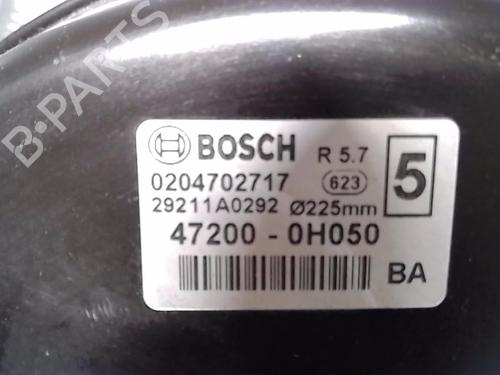 B-PARTS
BOSCH R 5.7
5
0204702717 623
29211A0292 Ø225mm
47200 - 0H050
BA